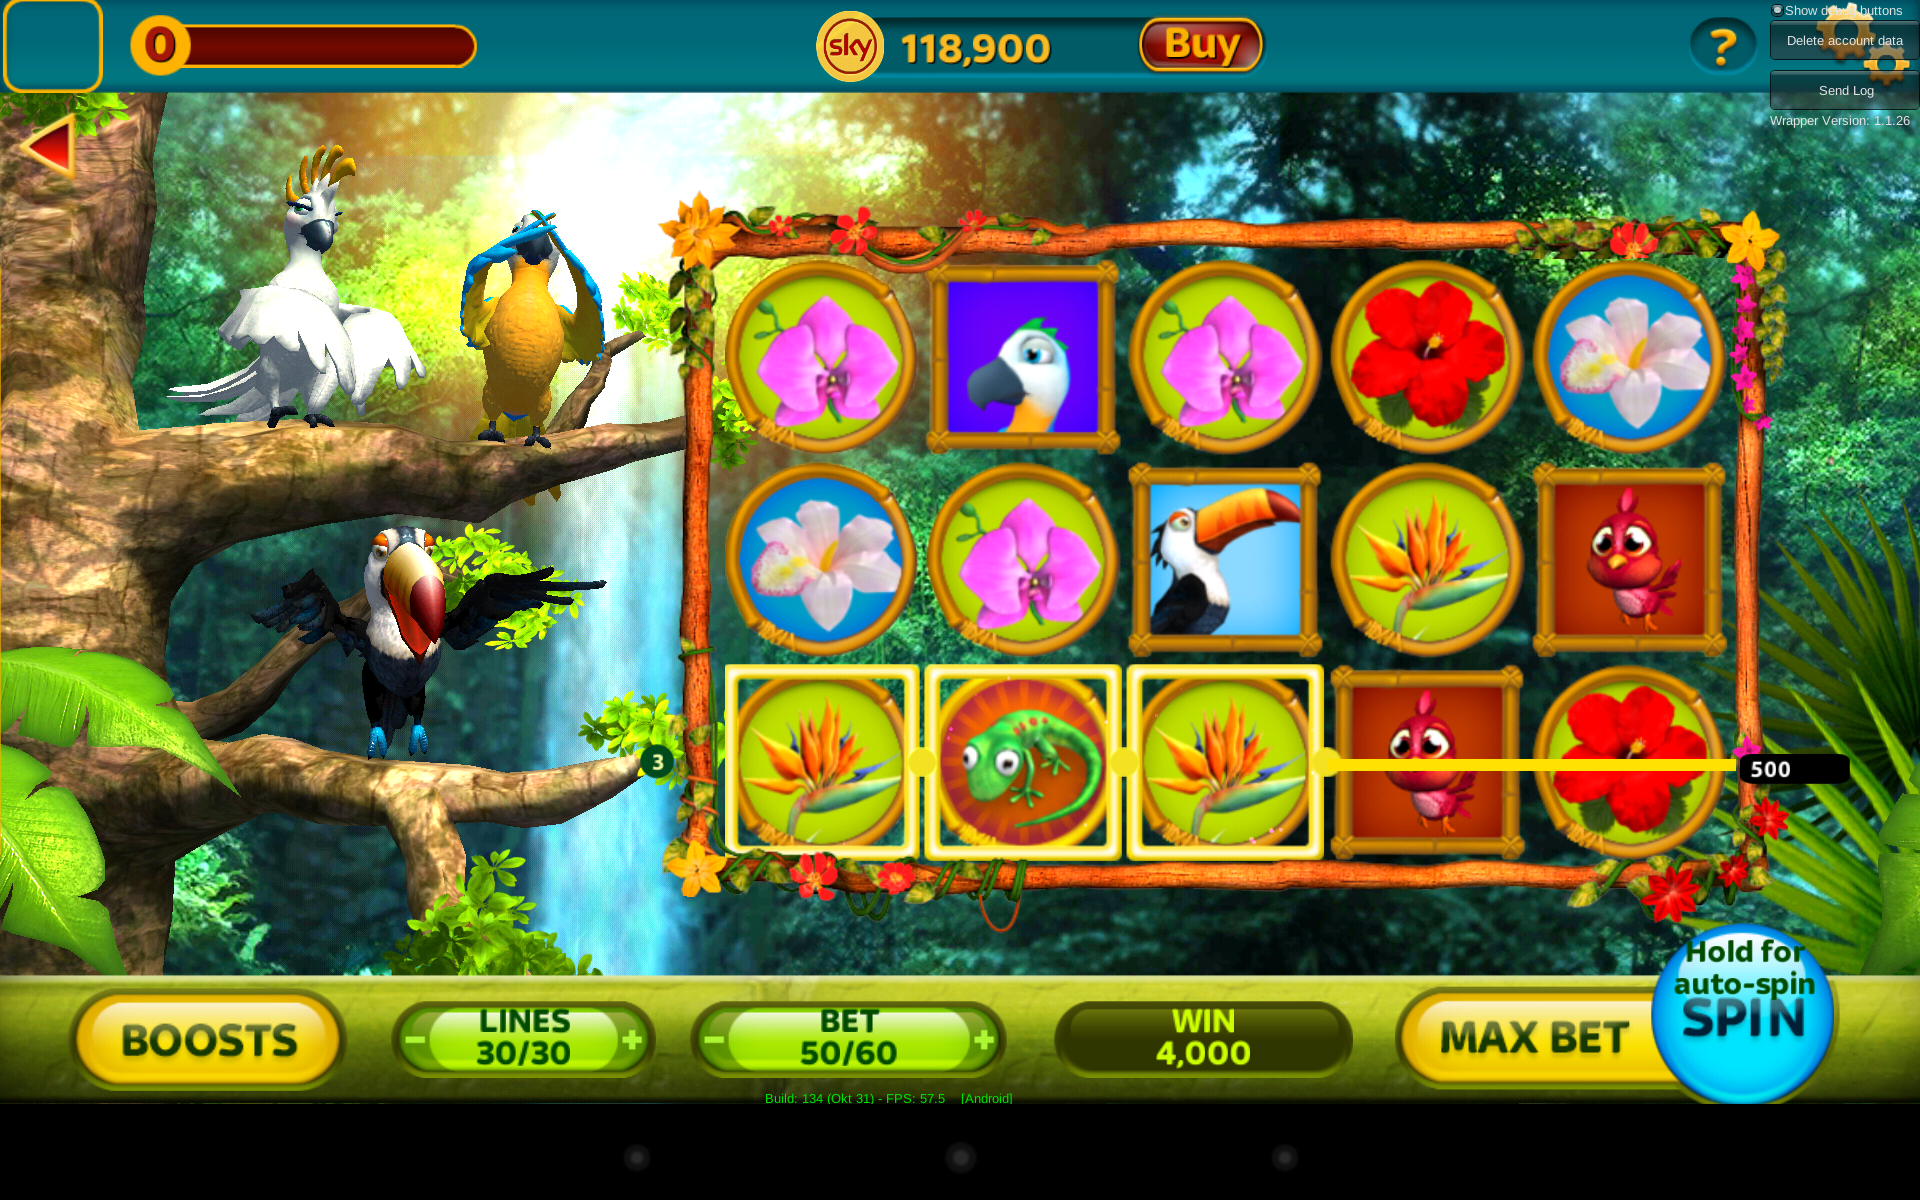 0
sky
118,900
Buy
?
Show debug buttons
Delete account data
Send Log
Wrapper Version: 1.1.26
3
500
BOOSTS
LINES
- 30/30 +
BET
- 50/60 +
WIN
4,000
MAX BET
Hold for
auto-spin
SPIN
Build: 134 (Okt 31) - FPS: 57.5 [Android]